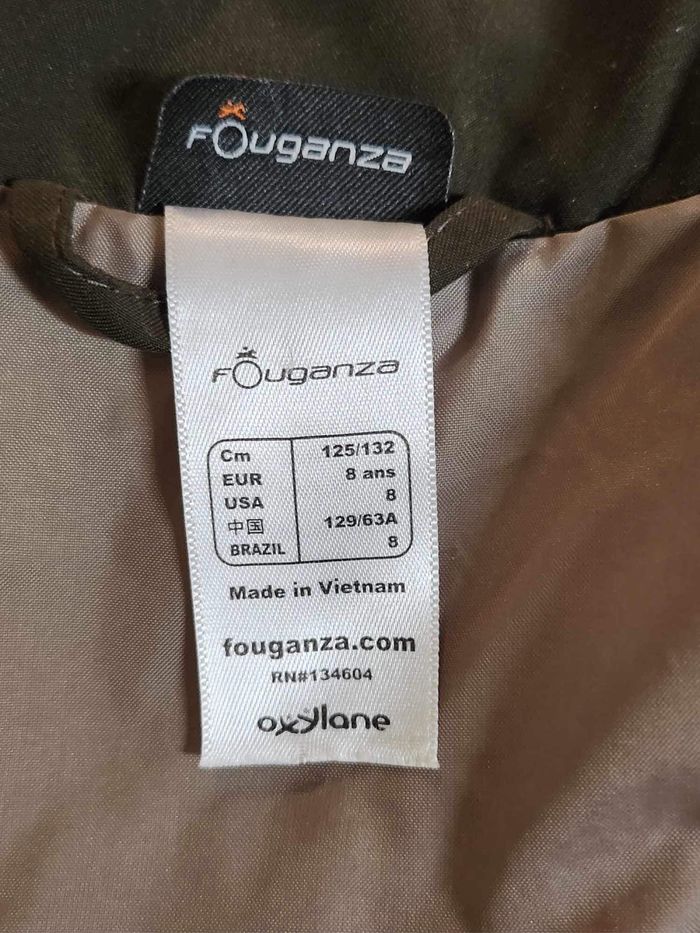 Fouganza
Fouganza
Cm 125/132
EUR 8 ans
USA 8
中国 129/63A
BRAZIL 8
Made in Vietnam
fouganza.com
RN#134604
oxylane